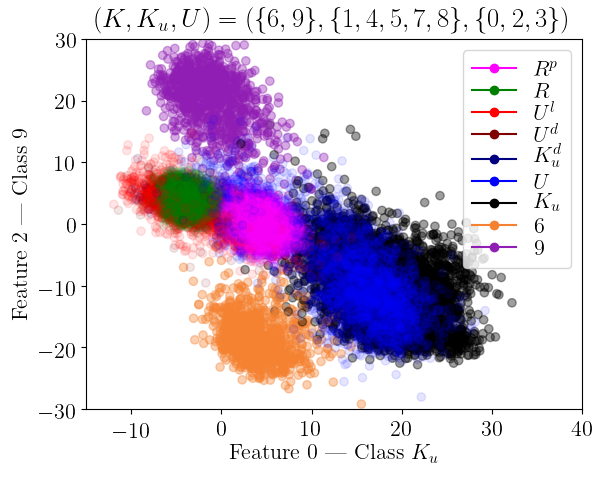 (K, K_u, U) = ({6, 9}, {1, 4, 5, 7, 8}, {0, 2, 3})
30
20
10
0
−10
−20
−30
Feature 2 — Class 9
R^p
R
U^l
U^d
K_u^d
U
K_u
6
9
−10
0
10
20
30
40
Feature 0 — Class K_u